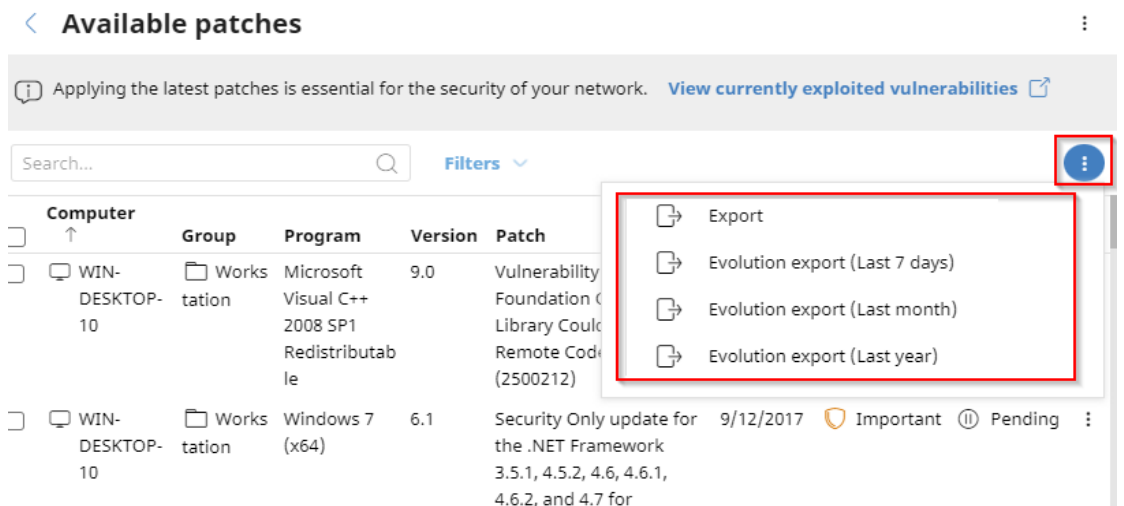 Available patches
Applying the latest patches is essential for the security of your network. View currently exploited vulnerabilities
Search...
Filters
Export
Evolution export (Last 7 days)
Evolution export (Last month)
Evolution export (Last year)
Computer
Group Program Version Patch
WIN- Works Microsoft 9.0 Vulnerability
DESKTOP- tation Visual C++ Foundation
10 2008 SP1 Library
Redistributab Remote
le (2500212)
WIN- Works Windows 7 6.1 Security Only update for 9/12/2017 Important Pending
DESKTOP- tation (x64) the .NET Framework
10 3.5.1, 4.5.2, 4.6, 4.6.1,
4.6.2, and 4.7 for